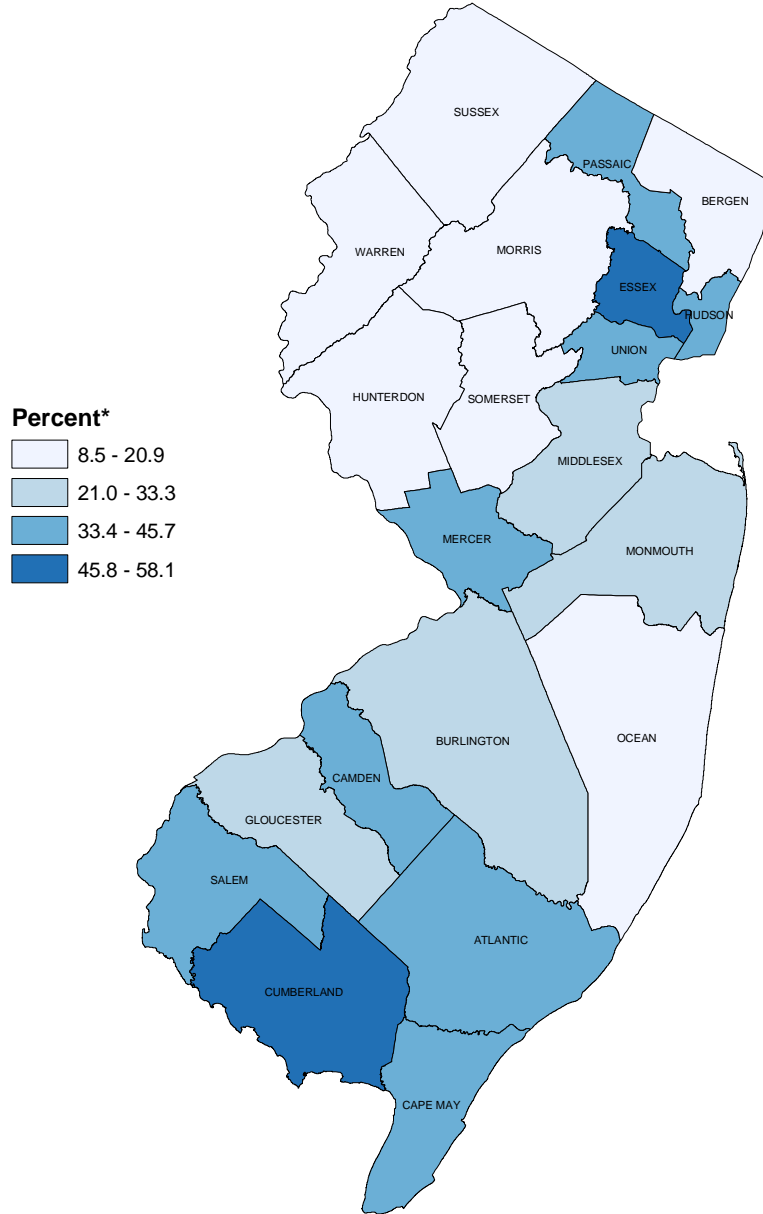 SUSSEX
PASSAIC
BERGEN
WARREN
MORRIS
ESSEX
HUDSON
UNION
HUNTERDON
SOMERSET
Percent*
8.5 - 20.9
21.0 - 33.3
33.4 - 45.7
45.8 - 58.1
MIDDLESEX
MERCER
MONMOUTH
OCEAN
BURLINGTON
CAMDEN
GLOUCESTER
SALEM
ATLANTIC
CUMBERLAND
CAPE MAY